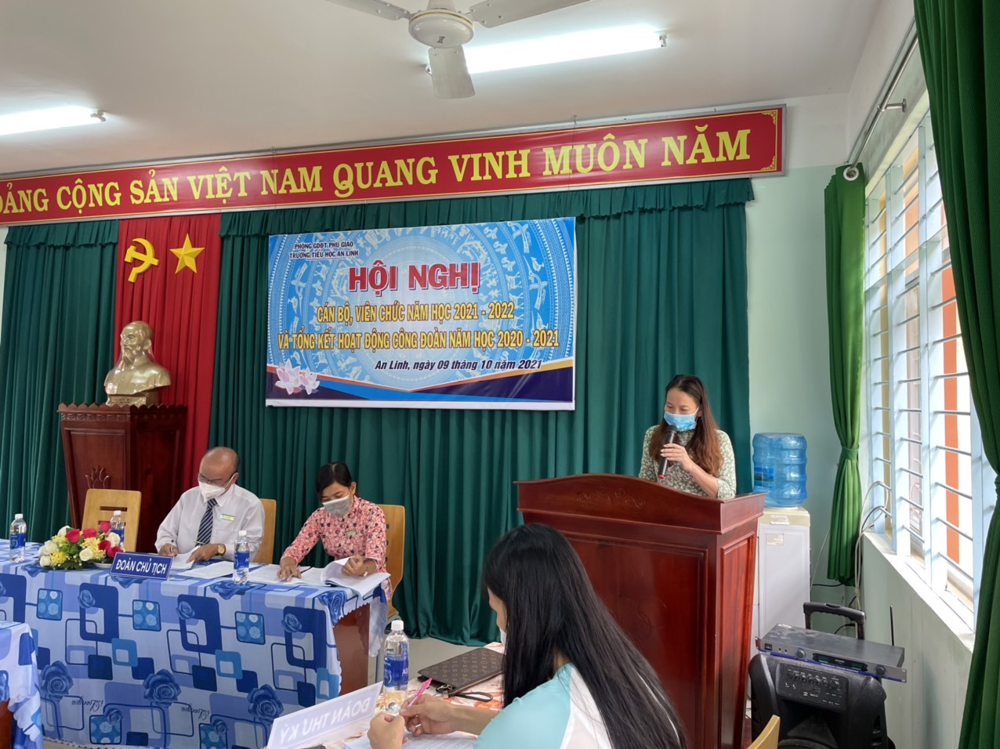 ĐẢNG CỘNG SẢN VIỆT NAM QUANG VINH MUÔN NĂM
PHÒNG GDĐT PHÚ GIÁO
TRƯỜNG TIỂU HỌC AN LINH
HỘI NGHỊ
CÁN BỘ, VIÊN CHỨC NĂM HỌC 2021 - 2022
VÀ TỔNG KẾT HOẠT ĐỘNG CÔNG ĐOÀN NĂM HỌC 2020 - 2021
An Linh, ngày 09 tháng 10 năm 2021
ĐOÀN CHỦ TỊCH
ĐOÀN THƯ KÝ